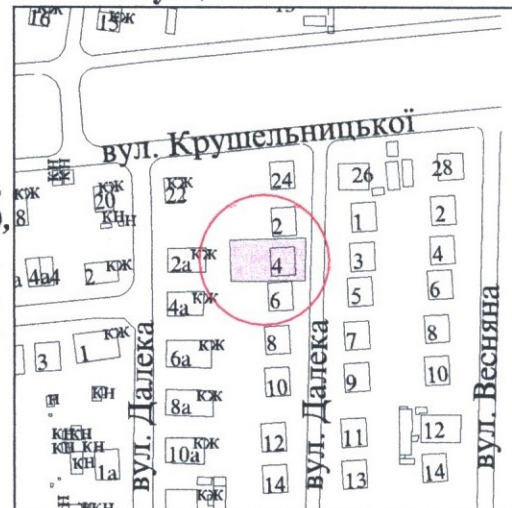 16 15 кж
вул. Крушельницької
кн
кж 20 кж 22 кж 24 26 28
8 кн
2 1 2
4а4 2 кж 2а кж 4 3 4
4а кж 6 5 6
3 1 кж 6а кж 8 7 8
кн 8а кж 10 9 10
кн кн
кн кн 10а кж 12 11 12
кн 1а 14 13 14
кж
вул. Далека
вул. Далека
вул. Весняна